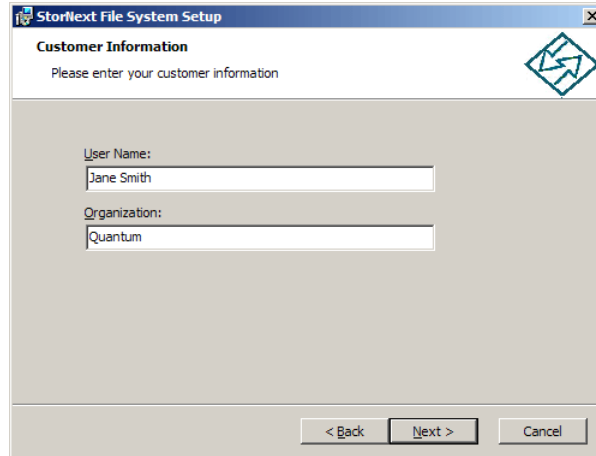 StorNext File System Setup
Customer Information
Please enter your customer information
User Name:
Jane Smith
Organization:
Quantum
< Back
Next >
Cancel